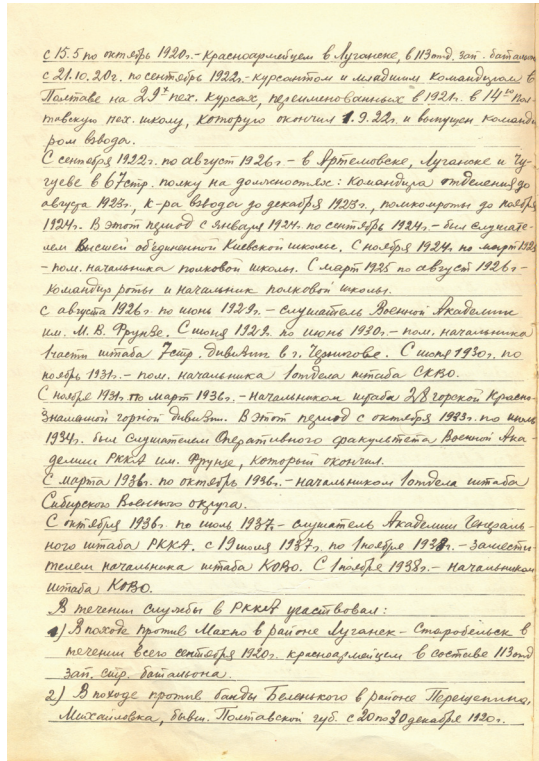 с 15.5 по октябрь 1920г.- Красноармейцем в Луганске, в 113 отд. зап. батальоне
с 21.10.20г. по сентябрь 1922г.- курсантом и младшим командиром в
Полтаве на 29х пех. курсах, переименованных в 1921г. в 14ую Пол-
тавскую пех. школу, которую окончил 1.9.22г. и выпущен команди-
ром взвода.
С сентября 1922г. по август 1926г.- в Артемовске, Луганске и Чу-
гуеве в 67 стр. полку на должностях: командира отделения до
августа 1923г., к-ра взвода до декабря 1923г., помкомроты до ноября
1924г. В этот период с января 1924г. по сентябрь 1924г.- был слушате-
лем Высшей объединенной Киевской школы. С ноября 1924г. по март 1925
- пом. начальника полковой школы. С март 1925 по август 1926г.-
командир роты и начальник полковой школы.
с августа 1926г. по июнь 1929г. - слушатель Военной Академии
им. М. В. Фрунзе. С июня 1929г. по июнь 1930г.- пом. начальника
1 части штаба 7 стр. дивизии в г. Чернигове. С июня 1930г. по
ноябрь 1931г.- пом. начальника 1 отдела штаба СКВО.
С ноября 1931г. по март 1936г.- начальником штаба 28 горской Красно-
знаменной горной дивизии. В этот период с октября 1933г. по июль
1934г. был слушателем Оперативного факультета Военной Ака-
демии РККА им. Фрунзе, который окончил.
С марта 1936г. по октябрь 1936г.- начальником 1 отдела штаба
Сибирского Военного округа.
С октября 1936г. по июль 1937- слушатель Академии Генераль-
ного штаба РККА. с 19 июля 1937г. по 1 ноября 1938г.- замести-
телем начальника штаба КОВО. С 1 ноября 1938г.- начальником
штаба КОВО.
В течении службы в РККА участвовал:
1) В походе против Махно в районе Луганск - Старобельск в
течении всего сентября 1920г. красноармейцем в составе 113 отд
зап. стр. батальона.
2) В походе против банды Беленького в районе Перещепино,
Михайловка, бывш. Полтавской губ. с 20 по 30 декабря 1920г.